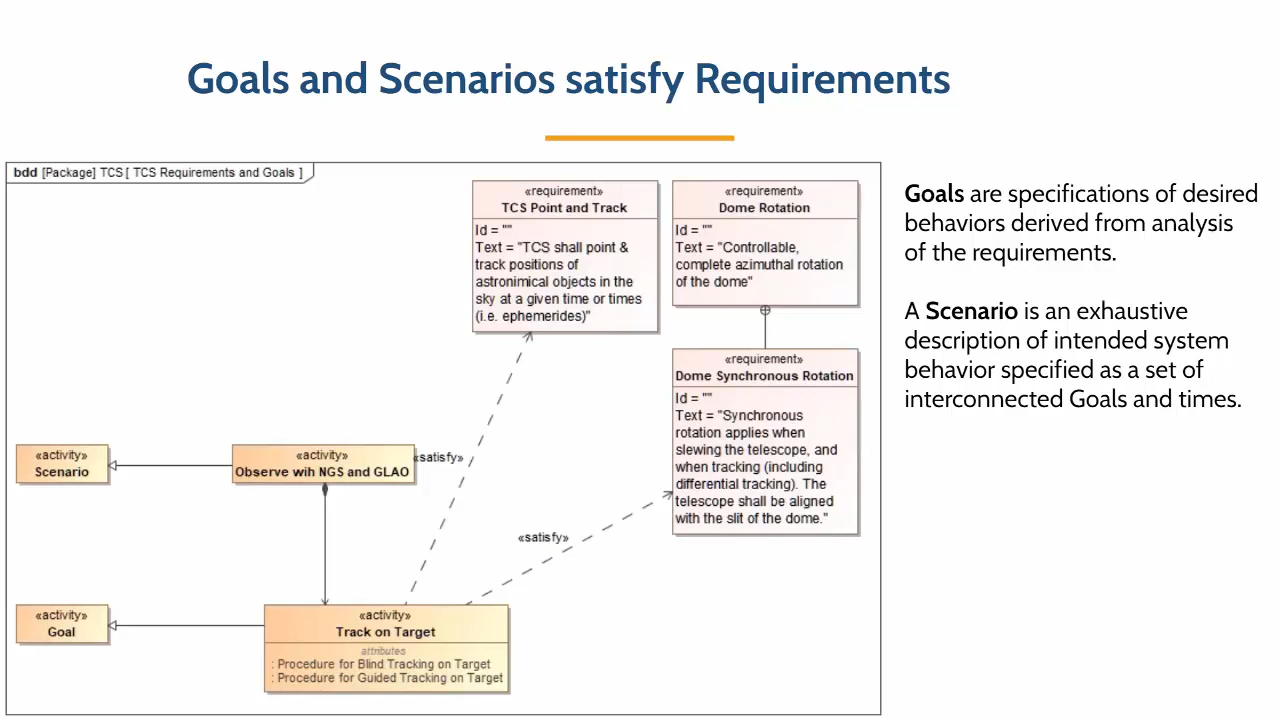 Goals and Scenarios satisfy Requirements
bdd [Package] TCS [ TCS Requirements and Goals ]
«requirement»
TCS Point and Track
Id = ""
Text = "TCS shall point &
track positions of
astronimical objects in the
sky at a given time or times
(i.e. ephemerides)"
«requirement»
Dome Rotation
Id = ""
Text = "Controllable,
complete azimuthal rotation
of the dome"
«requirement»
Dome Synchronous Rotation
Id = ""
Text = "Synchronous
rotation applies when
slewing the telescope, and
when tracking (including
differential tracking). The
telescope shall be aligned
with the slit of the dome."
«activity»
Scenario
«activity»
Observe wih NGS and GLAO
«satisfy»
«satisfy»
«activity»
Goal
«activity»
Track on Target
attributes
: Procedure for Blind Tracking on Target
: Procedure for Guided Tracking on Target
Goals are specifications of desired
behaviors derived from analysis
of the requirements.
A Scenario is an exhaustive
description of intended system
behavior specified as a set of
interconnected Goals and times.